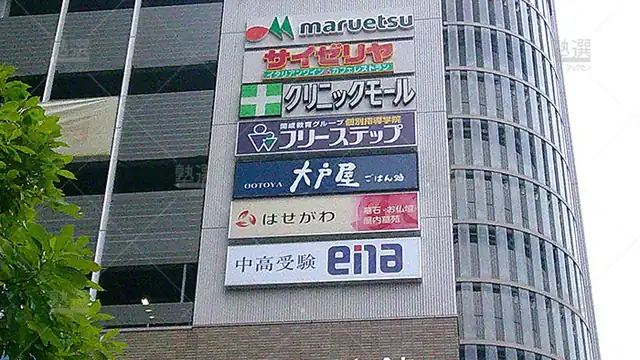 maruetsu
サイゼリヤ
イタリアンワイン&カフェレストラン
クリニックモール
開成教育グループ 個別指導学院
フリーステップ
OOTOYA 大戸屋 ごはん処
はせがわ
墓石・お仏壇
屋内墓苑
中高受験 ena
塾選